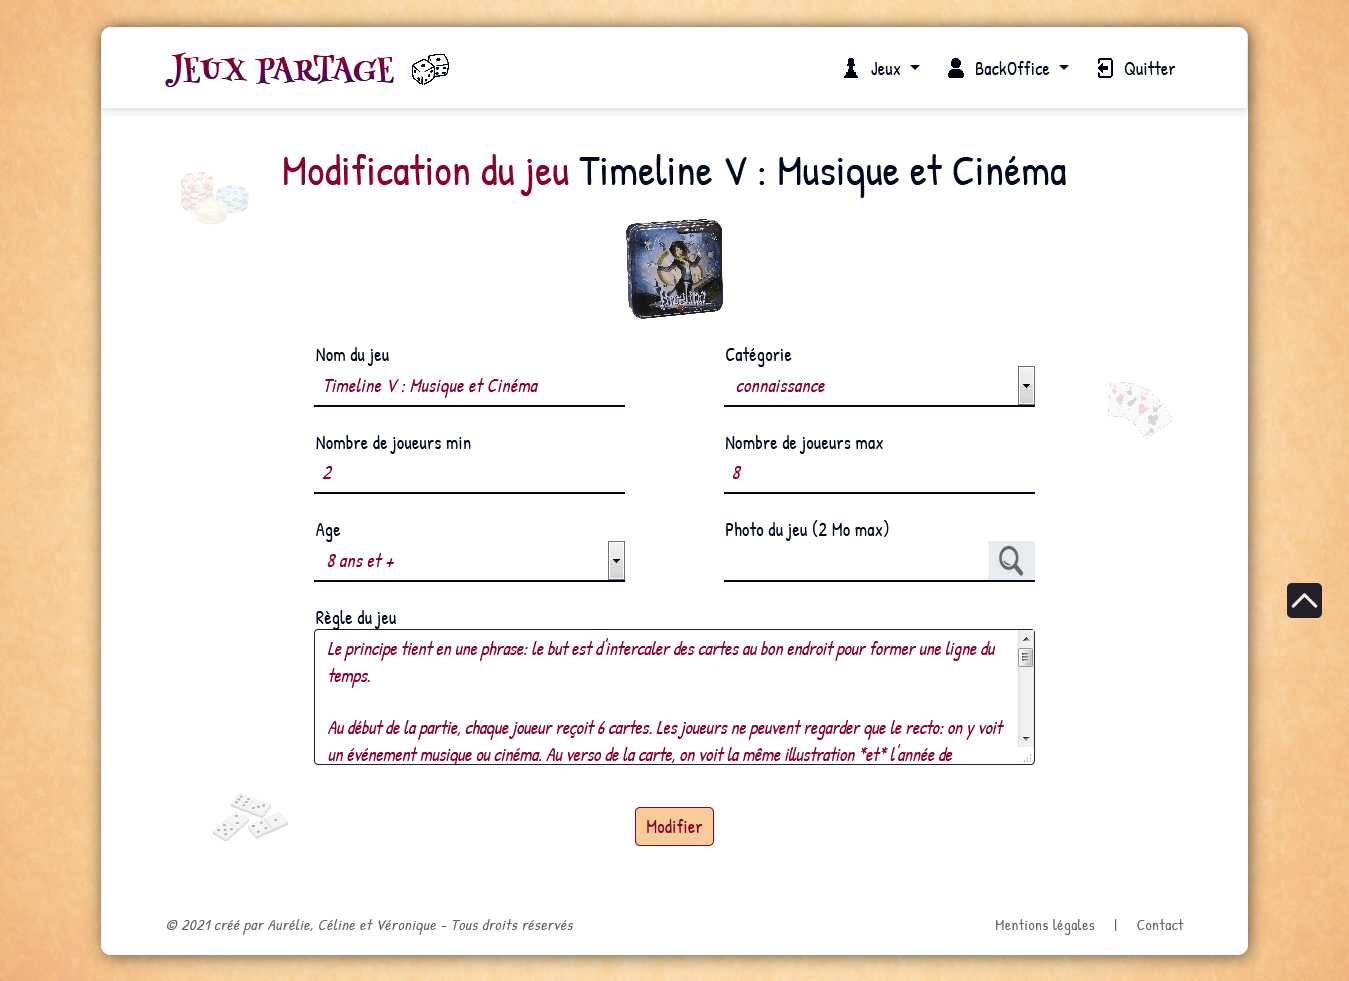 Jeux Partage
Jeux
BackOffice
Quitter
Modification du jeu Timeline V : Musique et Cinéma
Nom du jeu
Catégorie
Timeline V : Musique et Cinéma
connaissance
Nombre de joueurs min
Nombre de joueurs max
2
8
Age
Photo du jeu (2 Mo max)
8 ans et +
Règle du jeu
Le principe tient en une phrase: le but est d'intercaler des cartes au bon endroit pour former une ligne du
temps.
Au début de la partie, chaque joueur reçoit 6 cartes. Les joueurs ne peuvent regarder que le recto: on y voit
un événement musique ou cinéma. Au verso de la carte, on voit la même illustration *et* l'année de
Modifier
© 2021 créé par Aurélie, Céline et Véronique - Tous droits réservés
Mentions légales | Contact